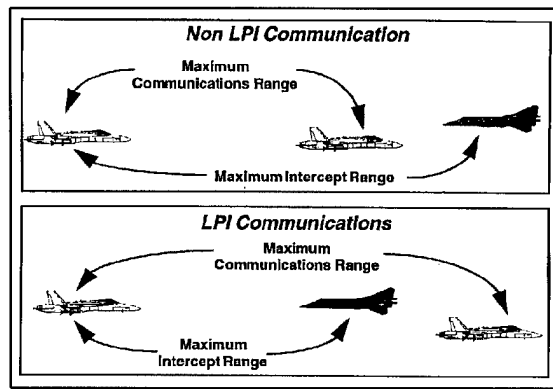 Non LPI Communication
Maximum
Communications Range
Maximum Intercept Range
LPI Communications
Maximum
Communications Range
Maximum
Intercept Range